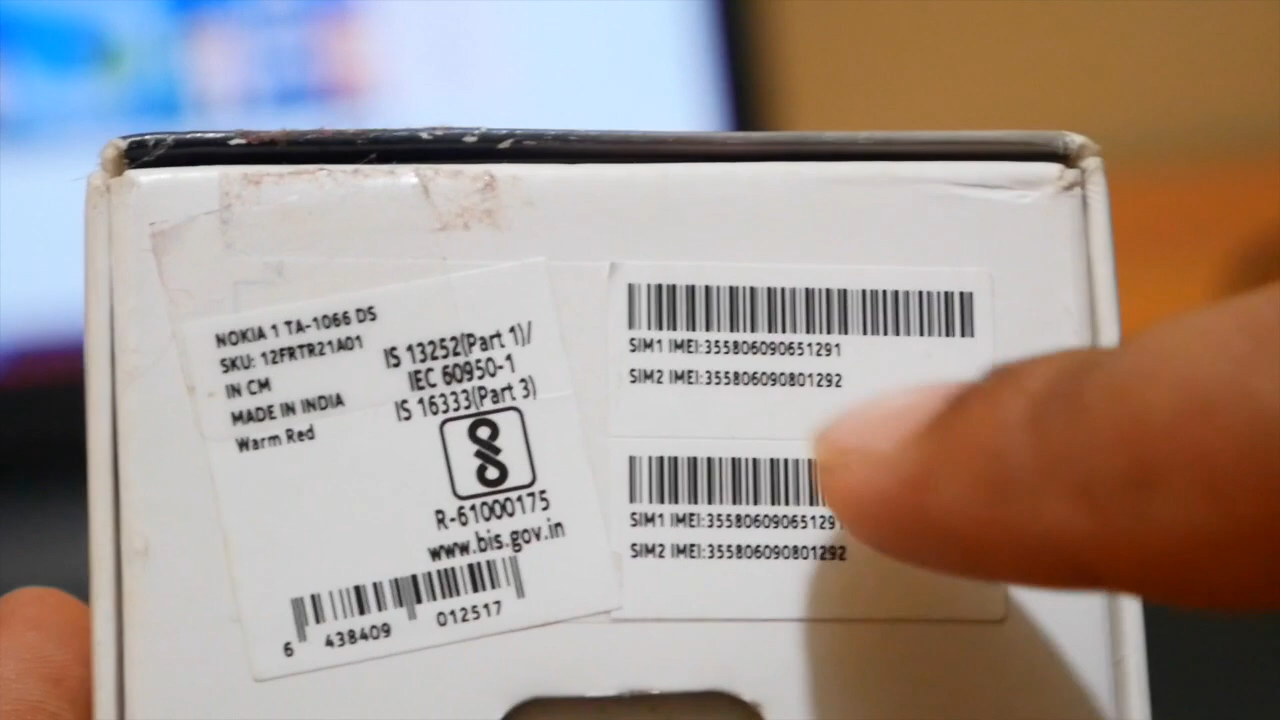 NOKIA 1 TA-1066 DS
SKU: 12FRTR21A01
IN CM
MADE IN INDIA
Warm Red
IS 13252(Part 1)/
IEC 60950-1
IS 16333(Part 3)
R-61000175
www.bis.gov.in
6 438409 012517
SIM1 IMEI:355806090651291
SIM2 IMEI:355806090801292
SIM1 IMEI:355806090651291
SIM2 IMEI:355806090801292